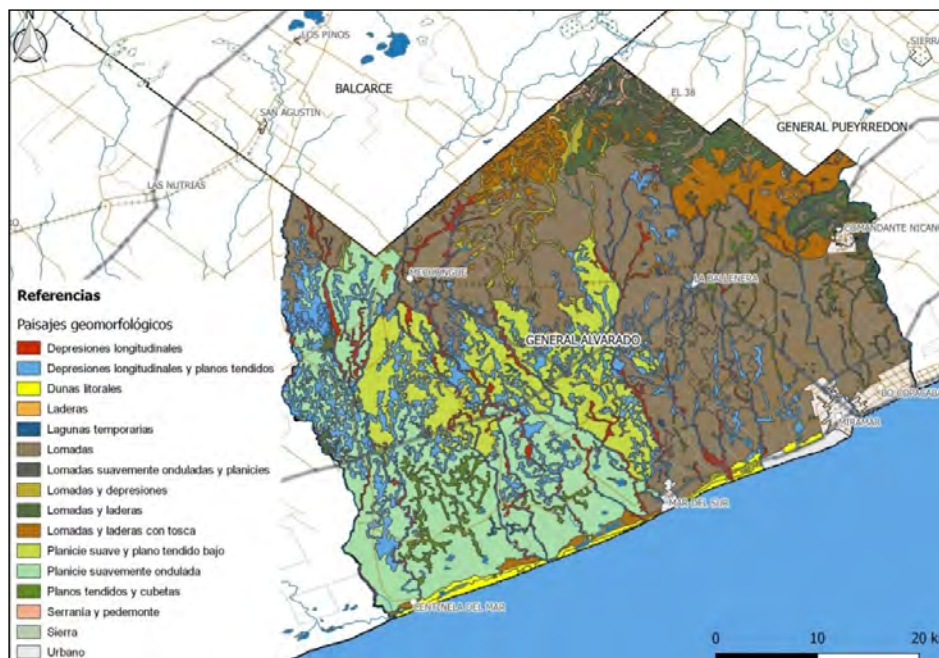 N
LOS PINOS
SIERRA
BALCARCE
EL 38
SAN AGUSTIN
GENERAL PUEYRREDON
LAS NUTRIAS
COMANDANTE NICANO
MECHONGUE
LA BALLENERA
Referencias
Paisajes geomorfológicos
Depresiones longitudinales
Depresiones longitudinales y planos tendidos
Dunas litorales
Laderas
Lagunas temporarias
Lomadas
Lomadas suavemente onduladas y planicies
Lomadas y depresiones
Lomadas y laderas
Lomadas y laderas con tosca
Planicie suave y plano tendido bajo
Planicie suavemente ondulada
Planos tendidos y cubetas
Serranía y pedemonte
Sierra
Urbano
GENERAL ALVARADO
BO COPACABA
MIRAMAR
MAR DEL SUR
CENTINELA DEL MAR
0 10 20 k